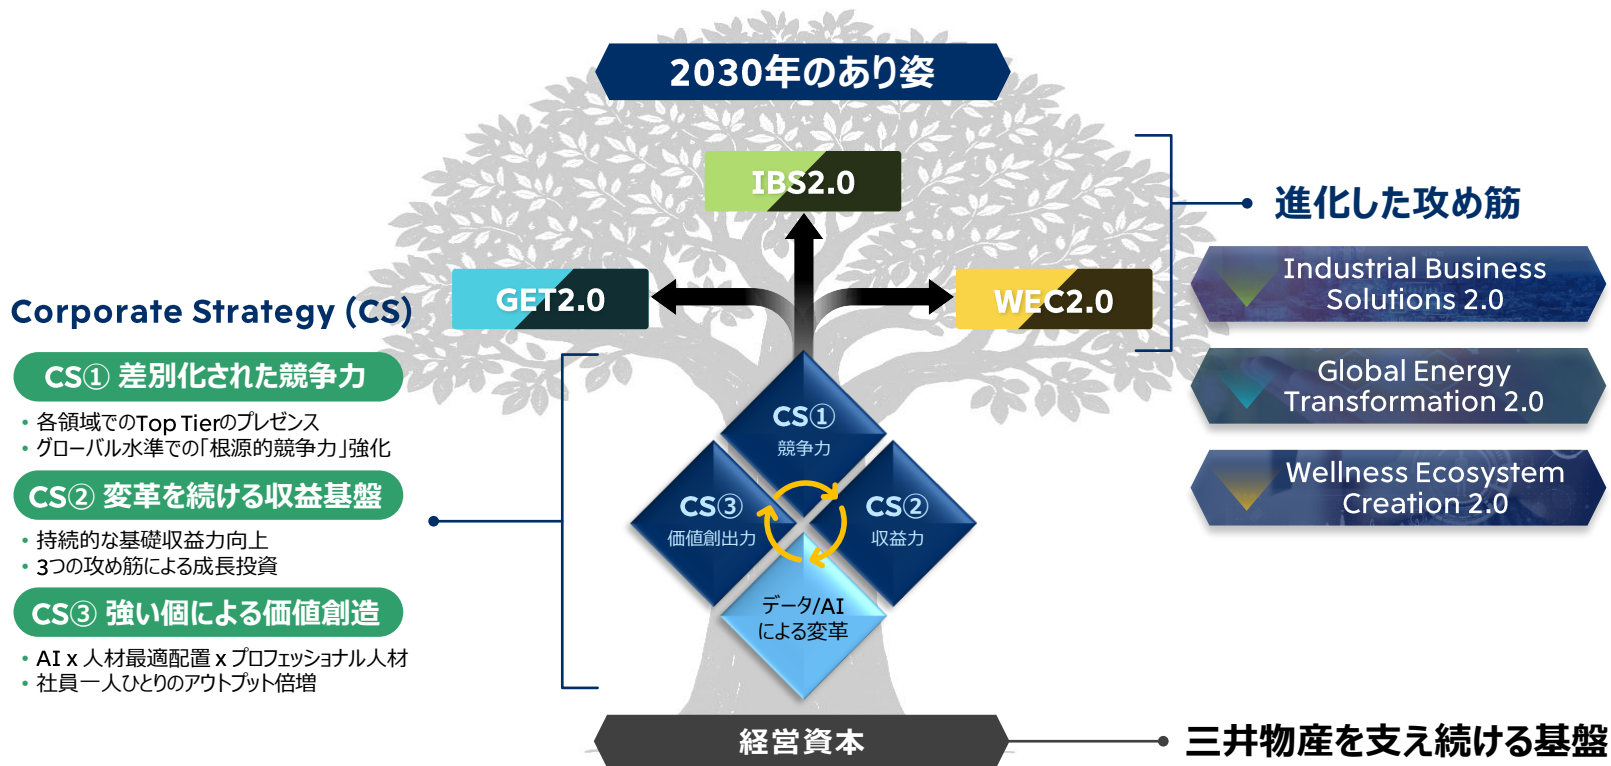 2030年のあり姿
IBS2.0
GET2.0
WEC2.0
進化した攻め筋
Industrial Business
Solutions 2.0
Global Energy
Transformation 2.0
Wellness Ecosystem
Creation 2.0
Corporate Strategy (CS)
CS① 差別化された競争力
• 各領域でのTop Tierのプレゼンス
• グローバル水準での「根源的競争力」強化
CS② 変革を続ける収益基盤
• 持続的な基礎収益力向上
• 3つの攻め筋による成長投資
CS③ 強い個による価値創造
• AI x 人材最適配置 x プロフェッショナル人材
• 社員一人ひとりのアウトプット倍増
CS①
競争力
CS③
価値創出力
CS②
収益力
データ/AI
による変革
経営資本
三井物産を支え続ける基盤